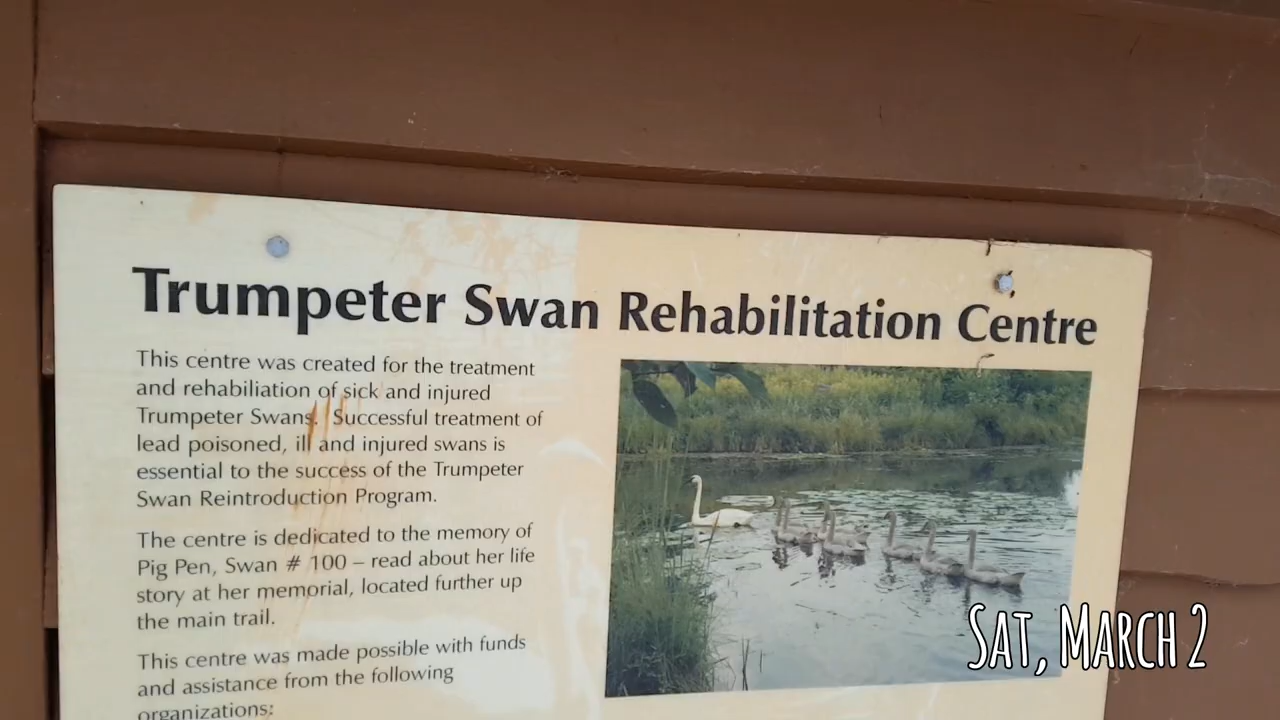 Trumpeter Swan Rehabilitation Centre
This centre was created for the treatment
and rehabiliation of sick and injured
Trumpeter Swans. Successful treatment of
lead poisoned, ill and injured swans is
essential to the success of the Trumpeter
Swan Reintroduction Program.
The centre is dedicated to the memory of
Pig Pen, Swan # 100 – read about her life
story at her memorial, located further up
the main trail.
This centre was made possible with funds
and assistance from the following
organizations:
Sat, March 2